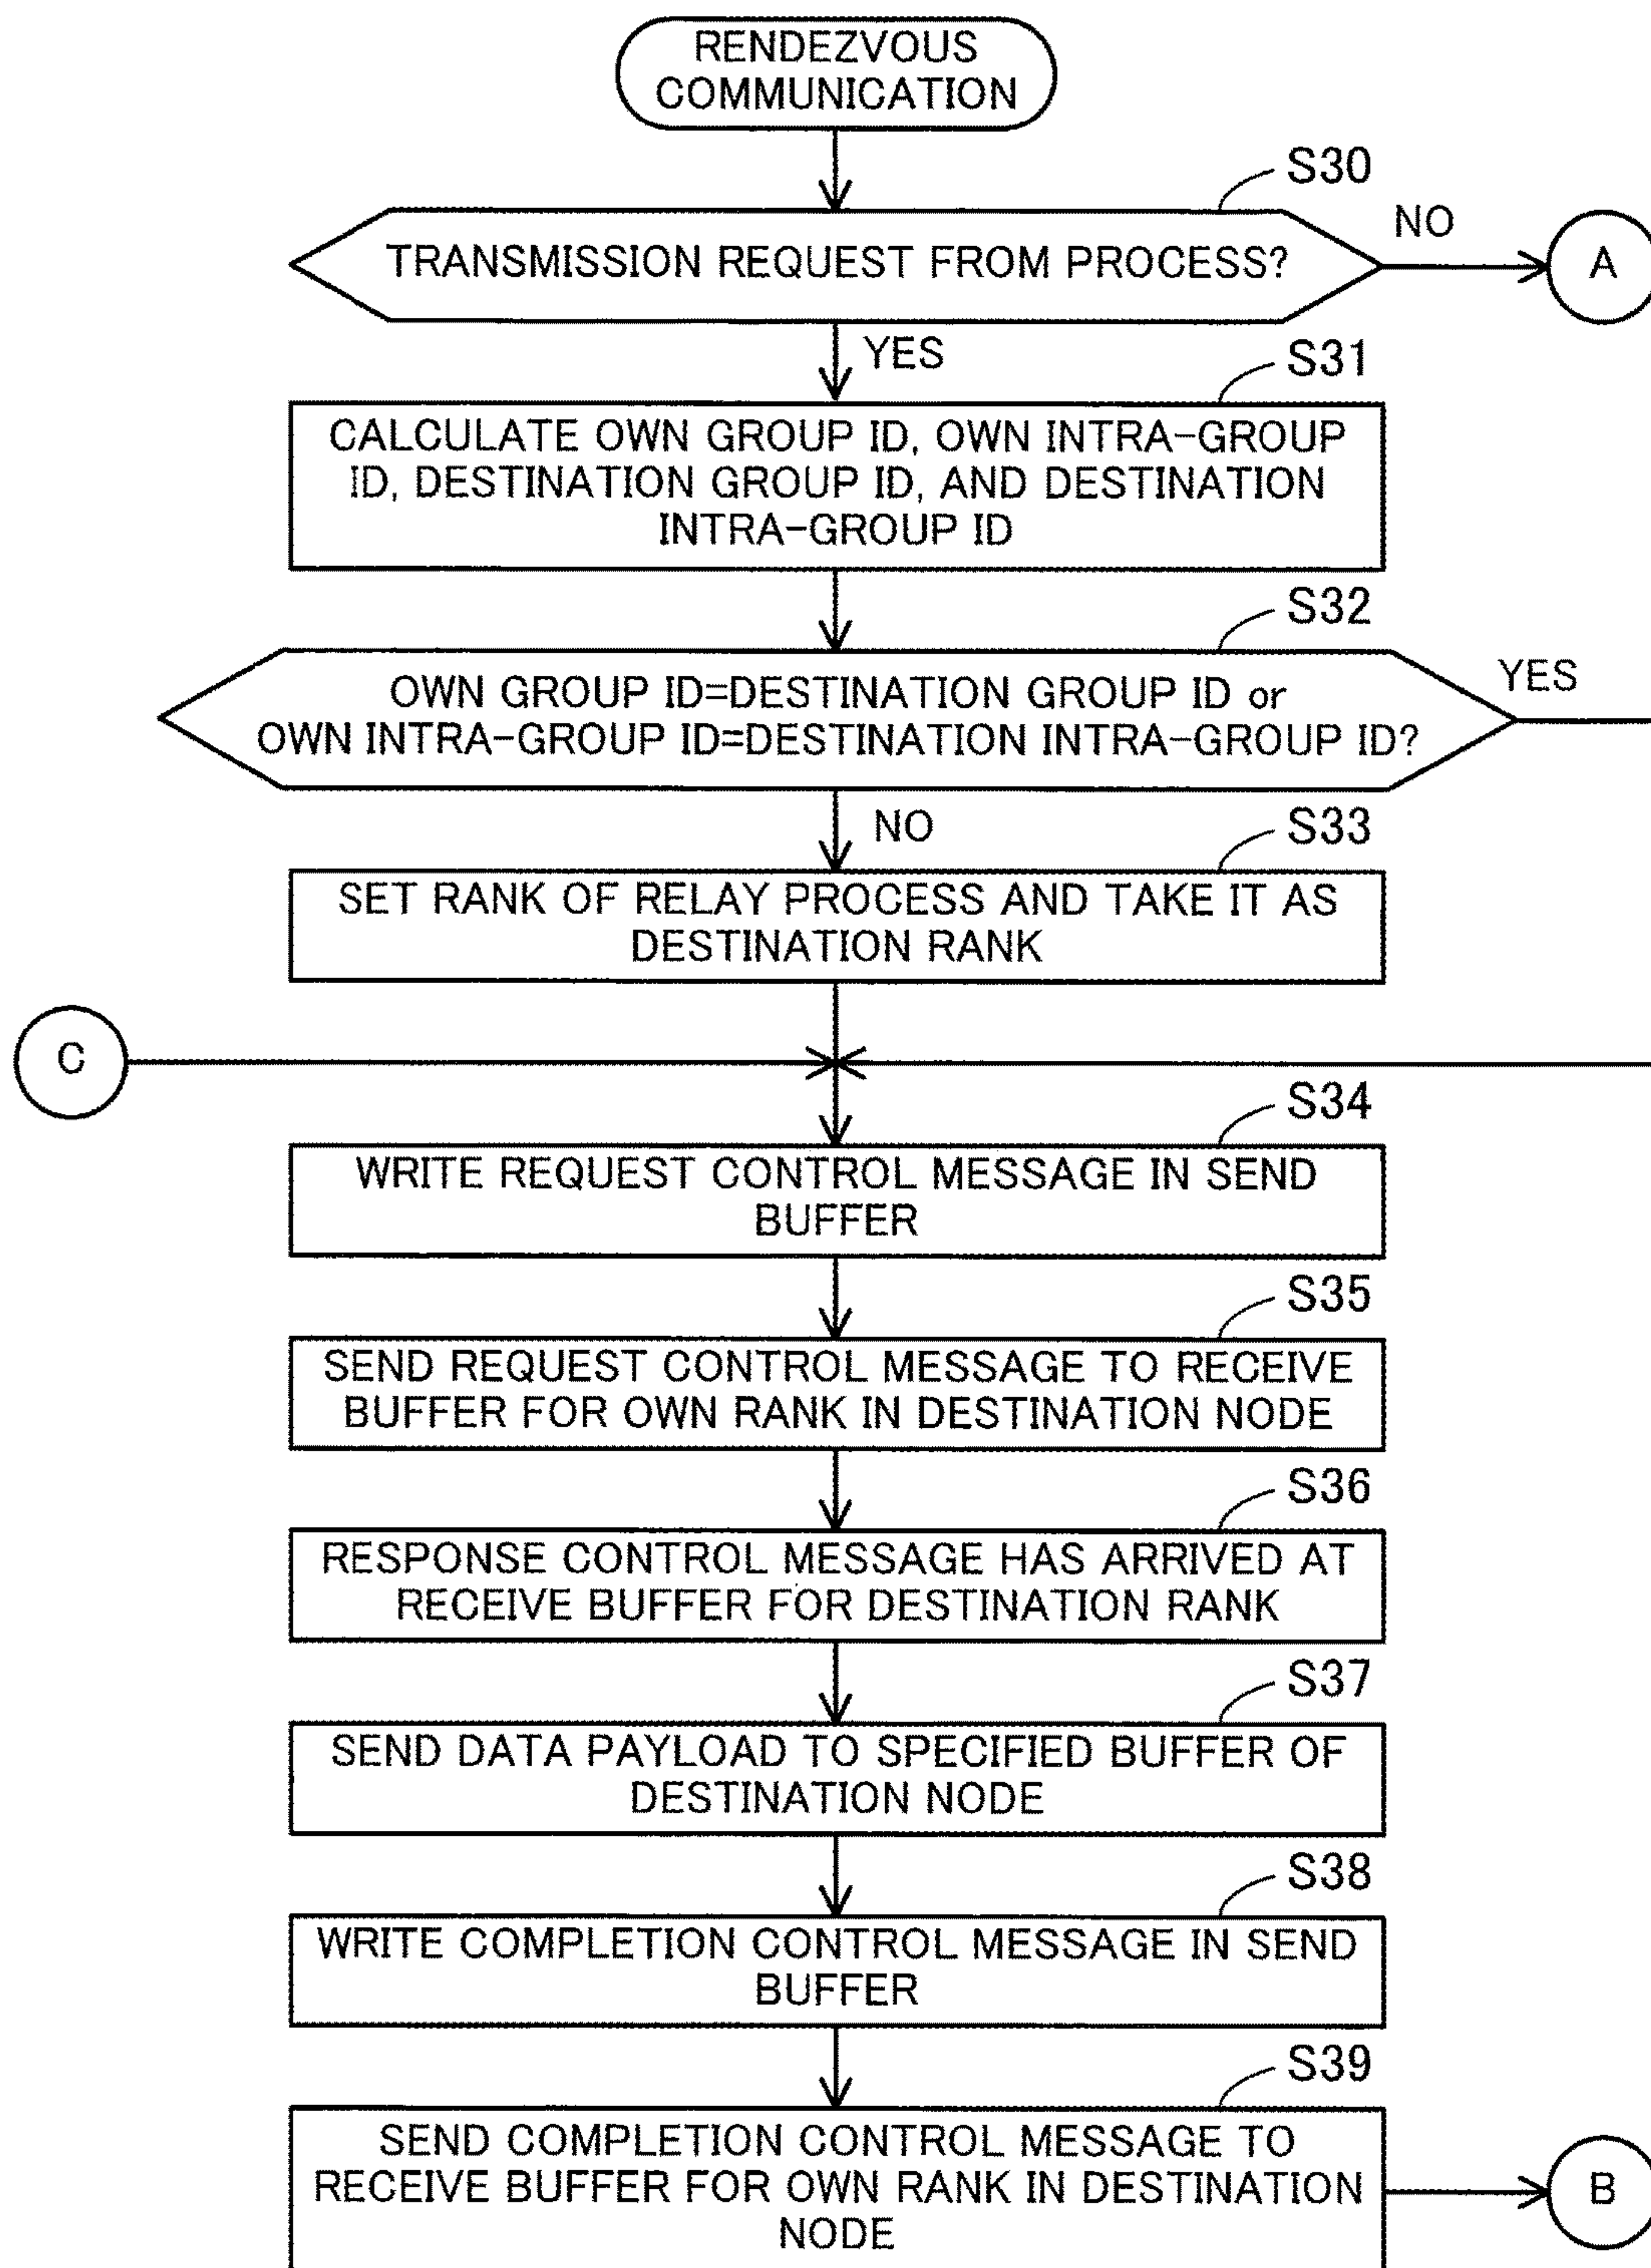 RENDEZVOUS
COMMUNICATION
S30
TRANSMISSION REQUEST FROM PROCESS?
NO
A
YES
S31
CALCULATE OWN GROUP ID, OWN INTRA-GROUP
ID, DESTINATION GROUP ID, AND DESTINATION
INTRA-GROUP ID
S32
OWN GROUP ID=DESTINATION GROUP ID or
OWN INTRA-GROUP ID=DESTINATION INTRA-GROUP ID?
YES
NO
S33
SET RANK OF RELAY PROCESS AND TAKE IT AS
DESTINATION RANK
C
S34
WRITE REQUEST CONTROL MESSAGE IN SEND
BUFFER
S35
SEND REQUEST CONTROL MESSAGE TO RECEIVE
BUFFER FOR OWN RANK IN DESTINATION NODE
S36
RESPONSE CONTROL MESSAGE HAS ARRIVED AT
RECEIVE BUFFER FOR DESTINATION RANK
S37
SEND DATA PAYLOAD TO SPECIFIED BUFFER OF
DESTINATION NODE
S38
WRITE COMPLETION CONTROL MESSAGE IN SEND
BUFFER
S39
SEND COMPLETION CONTROL MESSAGE TO
RECEIVE BUFFER FOR OWN RANK IN DESTINATION
NODE
B